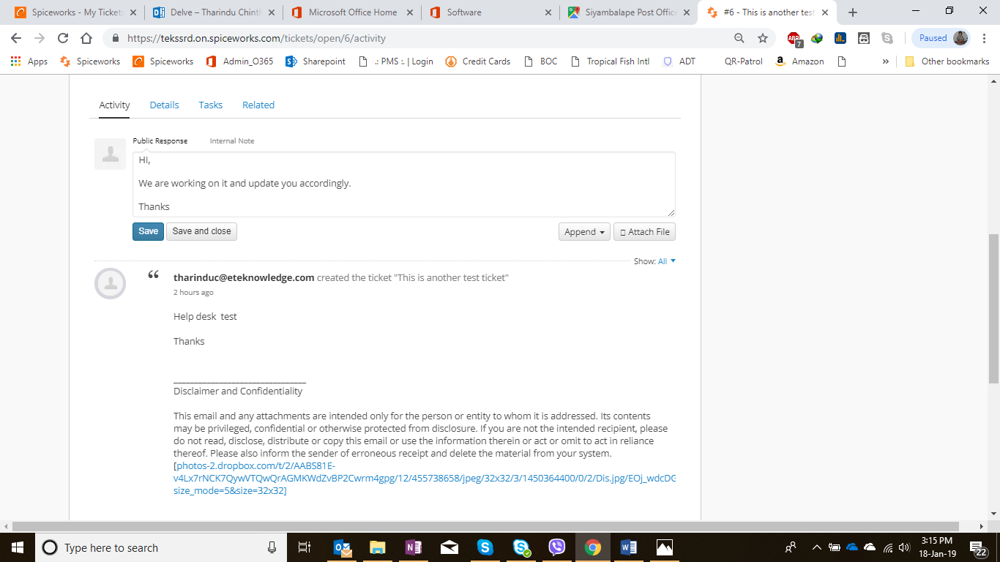 Spiceworks - My Tickets
Delve – Tharindu Chinth
Microsoft Office Home
Software
Siyambalape Post Office
#6 - This is another test
https://tekssrd.on.spiceworks.com/tickets/open/6/activity
ABP
7
Paused
Apps
Spiceworks
Spiceworks
Admin_O365
Sharepoint
.: PMS :. | Login
Credit Cards
BOC
Tropical Fish Intl
ADT
QR-Patrol
Amazon
»
Other bookmarks
Activity
Details
Tasks
Related
Public Response
Internal Note
HI,
We are working on it and update you accordingly.
Thanks
Save
Save and close
Append
Attach File
Show: All
tharinduc@eteknowledge.com created the ticket "This is another test ticket"
2 hours ago
Help desk  test
Thanks
______________________________
Disclaimer and Confidentiality
This email and any attachments are intended only for the person or entity to whom it is addressed. Its contents
may be privileged, confidential or otherwise protected from disclosure. If you are not the intended recipient, please
do not read, disclose, distribute or copy this email or use the information therein or act or omit to act in reliance
thereof. Please also inform the sender of erroneous receipt and delete the material from your system.
[photos-2.dropbox.com/t/2/AABS81E-
v4Lx7rNCK7QywVTQwQrAGMKWdZvBP2Cwrm4gpg/12/455738658/jpeg/32x32/3/1450364400/0/2/Dis.jpg/EOj_wdcDG
size_mode=5&size=32x32]
Type here to search
3:15 PM
18-Jan-19
22